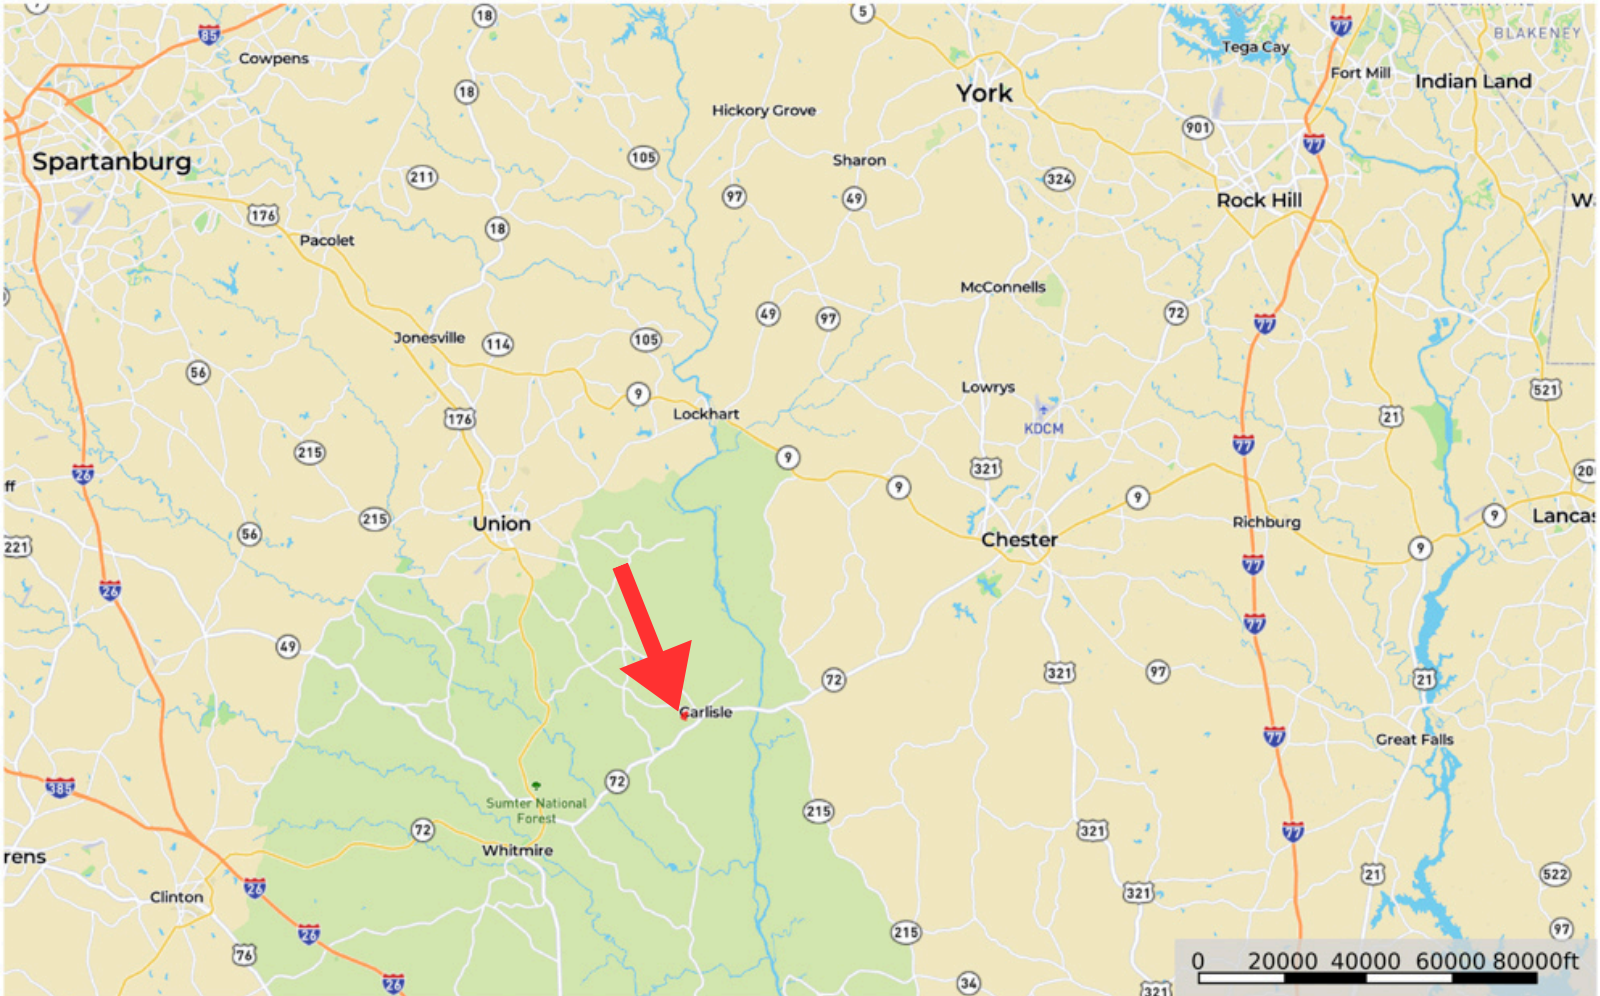 18
5
77
BLAKENEY
85
Cowpens
Tega Cay
Fort Mill
Indian Land
18
York
Hickory Grove
901
77
Spartanburg
105
Sharon
211
324
97
49
Rock Hill
W
176
18
Pacolet
McConnells
49
97
72
77
Jonesville
114
105
56
9
Lowrys
521
176
Lockhart
KDCM
21
215
9
77
26
321
20
ff
9
9
215
Union
9
Lancas
56
Chester
Richburg
221
9
26
77
77
49
72
321
97
21
Carlisle
77
Great Falls
385
72
Sumter National
Forest
215
72
321
77
Whitmire
rens
21
522
26
Clinton
321
26
215
97
76
0 20000 40000 60000 80000ft
26
34
321